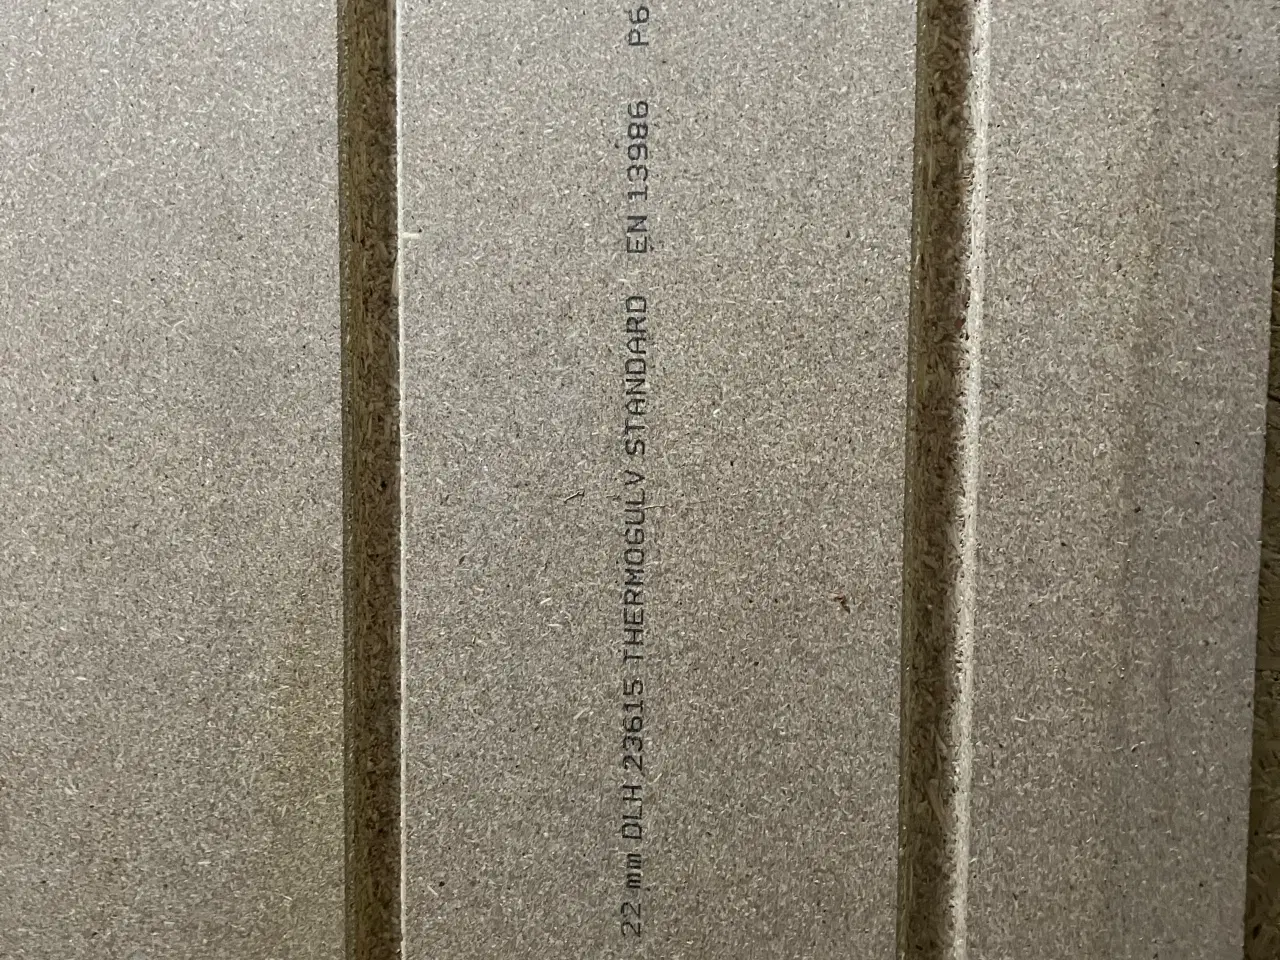 22 mm DLH 23615 THERMOGULV STANDARD EN 13986 P6